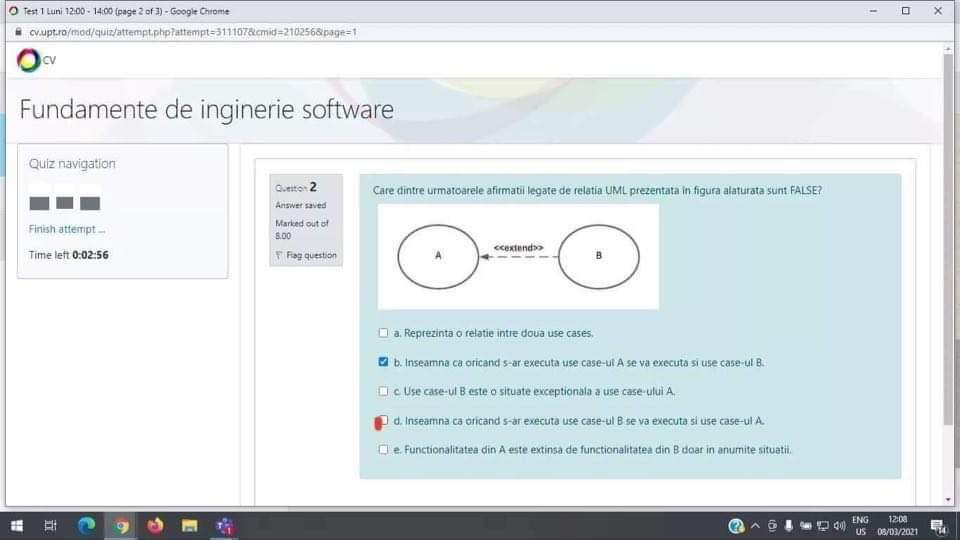 Test 1 Luni 12:00 - 14:00 (page 2 of 3) - Google Chrome
cv.upt.ro/mod/quiz/attempt.php?attempt=311107&cmid=210256&page=1
CV
Fundamente de inginerie software
Quiz navigation
Finish attempt ...
Time left 0:02:56
Question 2
Answer saved
Marked out of
8.00
Flag question
Care dintre urmatoarele afirmatii legate de relatia UML prezentata in figura alaturata sunt FALSE?
A
<<extend>>
B
a. Reprezinta o relatie intre doua use cases.
b. Inseamna ca oricand s-ar executa use case-ul A se va executa si use case-ul B.
c. Use case-ul B este o situate exceptionala a use case-ului A.
d. Inseamna ca oricand s-ar executa use case-ul B se va executa si use case-ul A.
e. Functionalitatea din A este extinsa de functionalitatea din B doar in anumite situatii.
ENG
US
12:08
08/03/2021
14